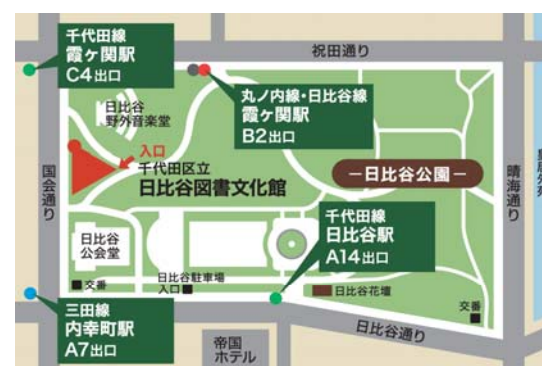 千代田線
霞ヶ関駅
C4出口
祝田通り
丸ノ内線・日比谷線
霞ヶ関駅
B2出口
日比谷
野外音楽堂
入口
千代田区立
日比谷図書文化館
日比谷公園
国会通り
晴海通り
千代田線
日比谷駅
A14出口
日比谷
公会堂
交番
日比谷駐車場
入口
日比谷花壇
交番
三田線
内幸町駅
A7出口
帝国
ホテル
日比谷通り